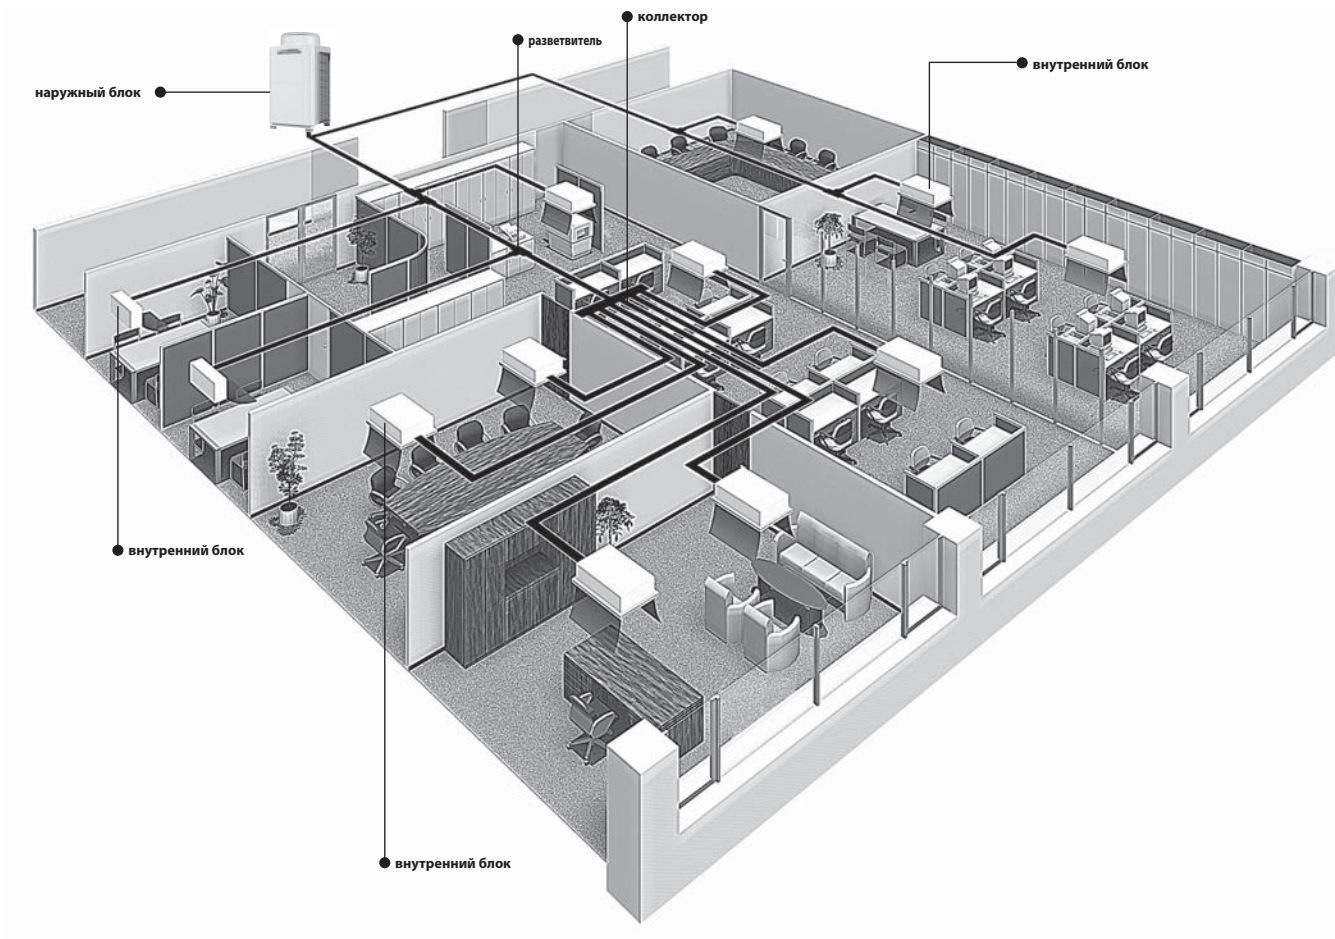 коллектор
разветвитель
внутренний блок
наружный блок
внутренний блок
внутренний блок